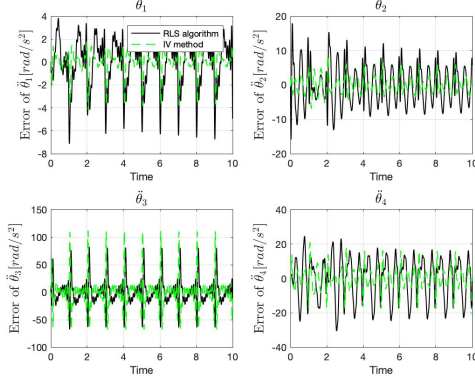 θ̈₁
Error of θ̈₁[rad/s²]
4
2
0
-2
-4
-6
-8
RLS algorithm
IV method
0 2 4 6 8 10
Time
θ̈₂
Error of θ̈₂[rad/s²]
20
10
0
-10
-20
0 2 4 6 8 10
Time
θ̈₃
Error of θ̈₃[rad/s²]
150
100
50
0
-50
-100
0 2 4 6 8 10
Time
θ̈₄
Error of θ̈₄[rad/s²]
40
20
0
-20
-40
0 2 4 6 8 10
Time